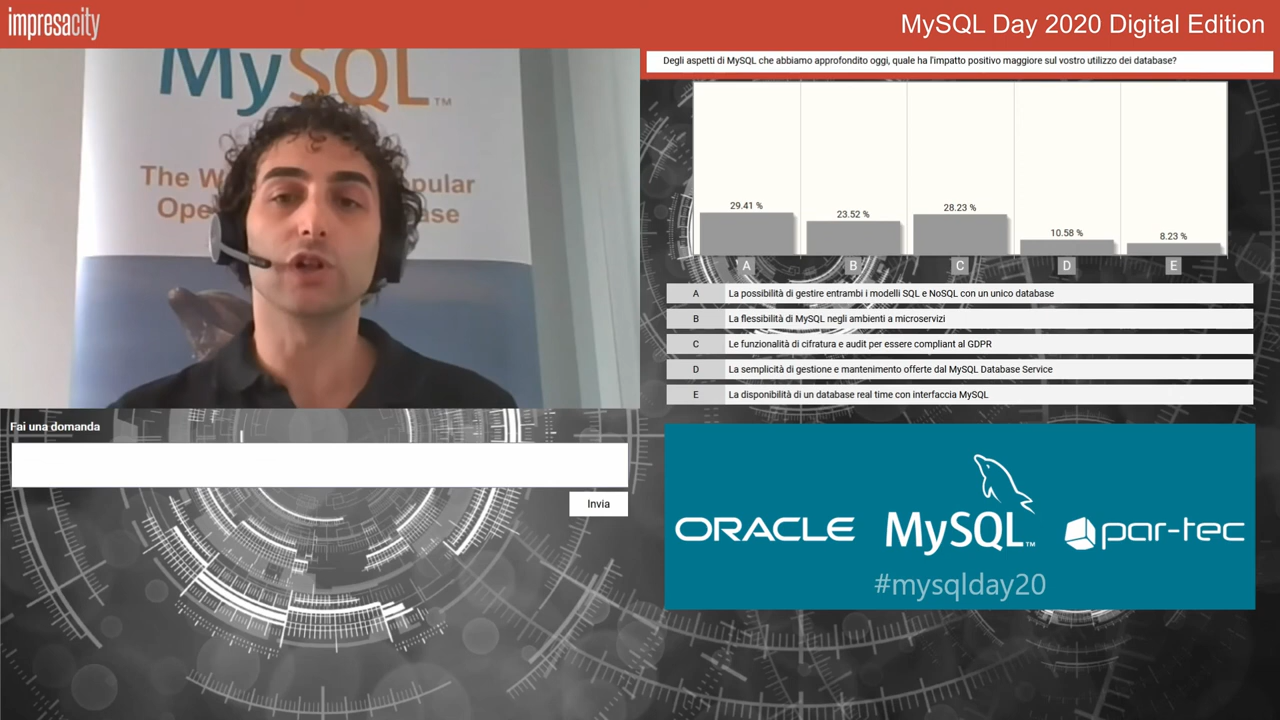 impresacity
MySQL Day 2020 Digital Edition
MySQL™
The W opular
Ope ase
Degli aspetti di MySQL che abbiamo approfondito oggi, quale ha l'impatto positivo maggiore sul vostro utilizzo dei database?
29.41 %
23.52 %
28.23 %
10.58 %
8.23 %
A B C D E
A La possibilità di gestire entrambi i modelli SQL e NoSQL con un unico database
B La flessibilità di MySQL negli ambienti a microservizi
C Le funzionalità di cifratura e audit per essere compliant al GDPR
D La semplicità di gestione e mantenimento offerte dal MySQL Database Service
E La disponibilità di un database real time con interfaccia MySQL
Fai una domanda
Invia
ORACLE MySQL™ par-tec
#mysqlday20